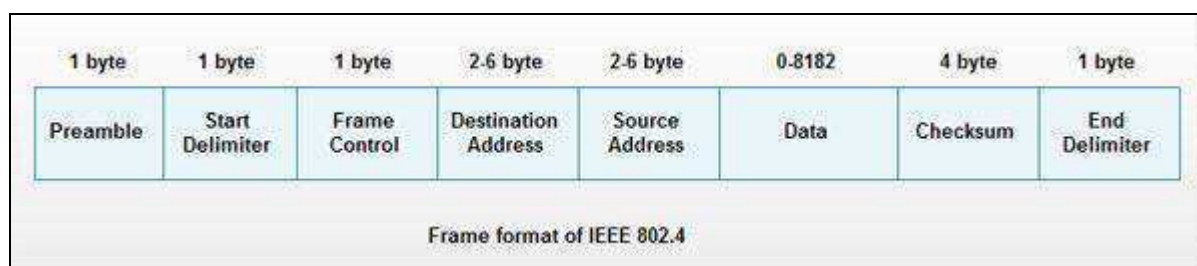 1 byte 1 byte 1 byte 2-6 byte 2-6 byte 0-8182 4 byte 1 byte
Preamble Start Delimiter Frame Control Destination Address Source Address Data Checksum End Delimiter
Frame format of IEEE 802.4